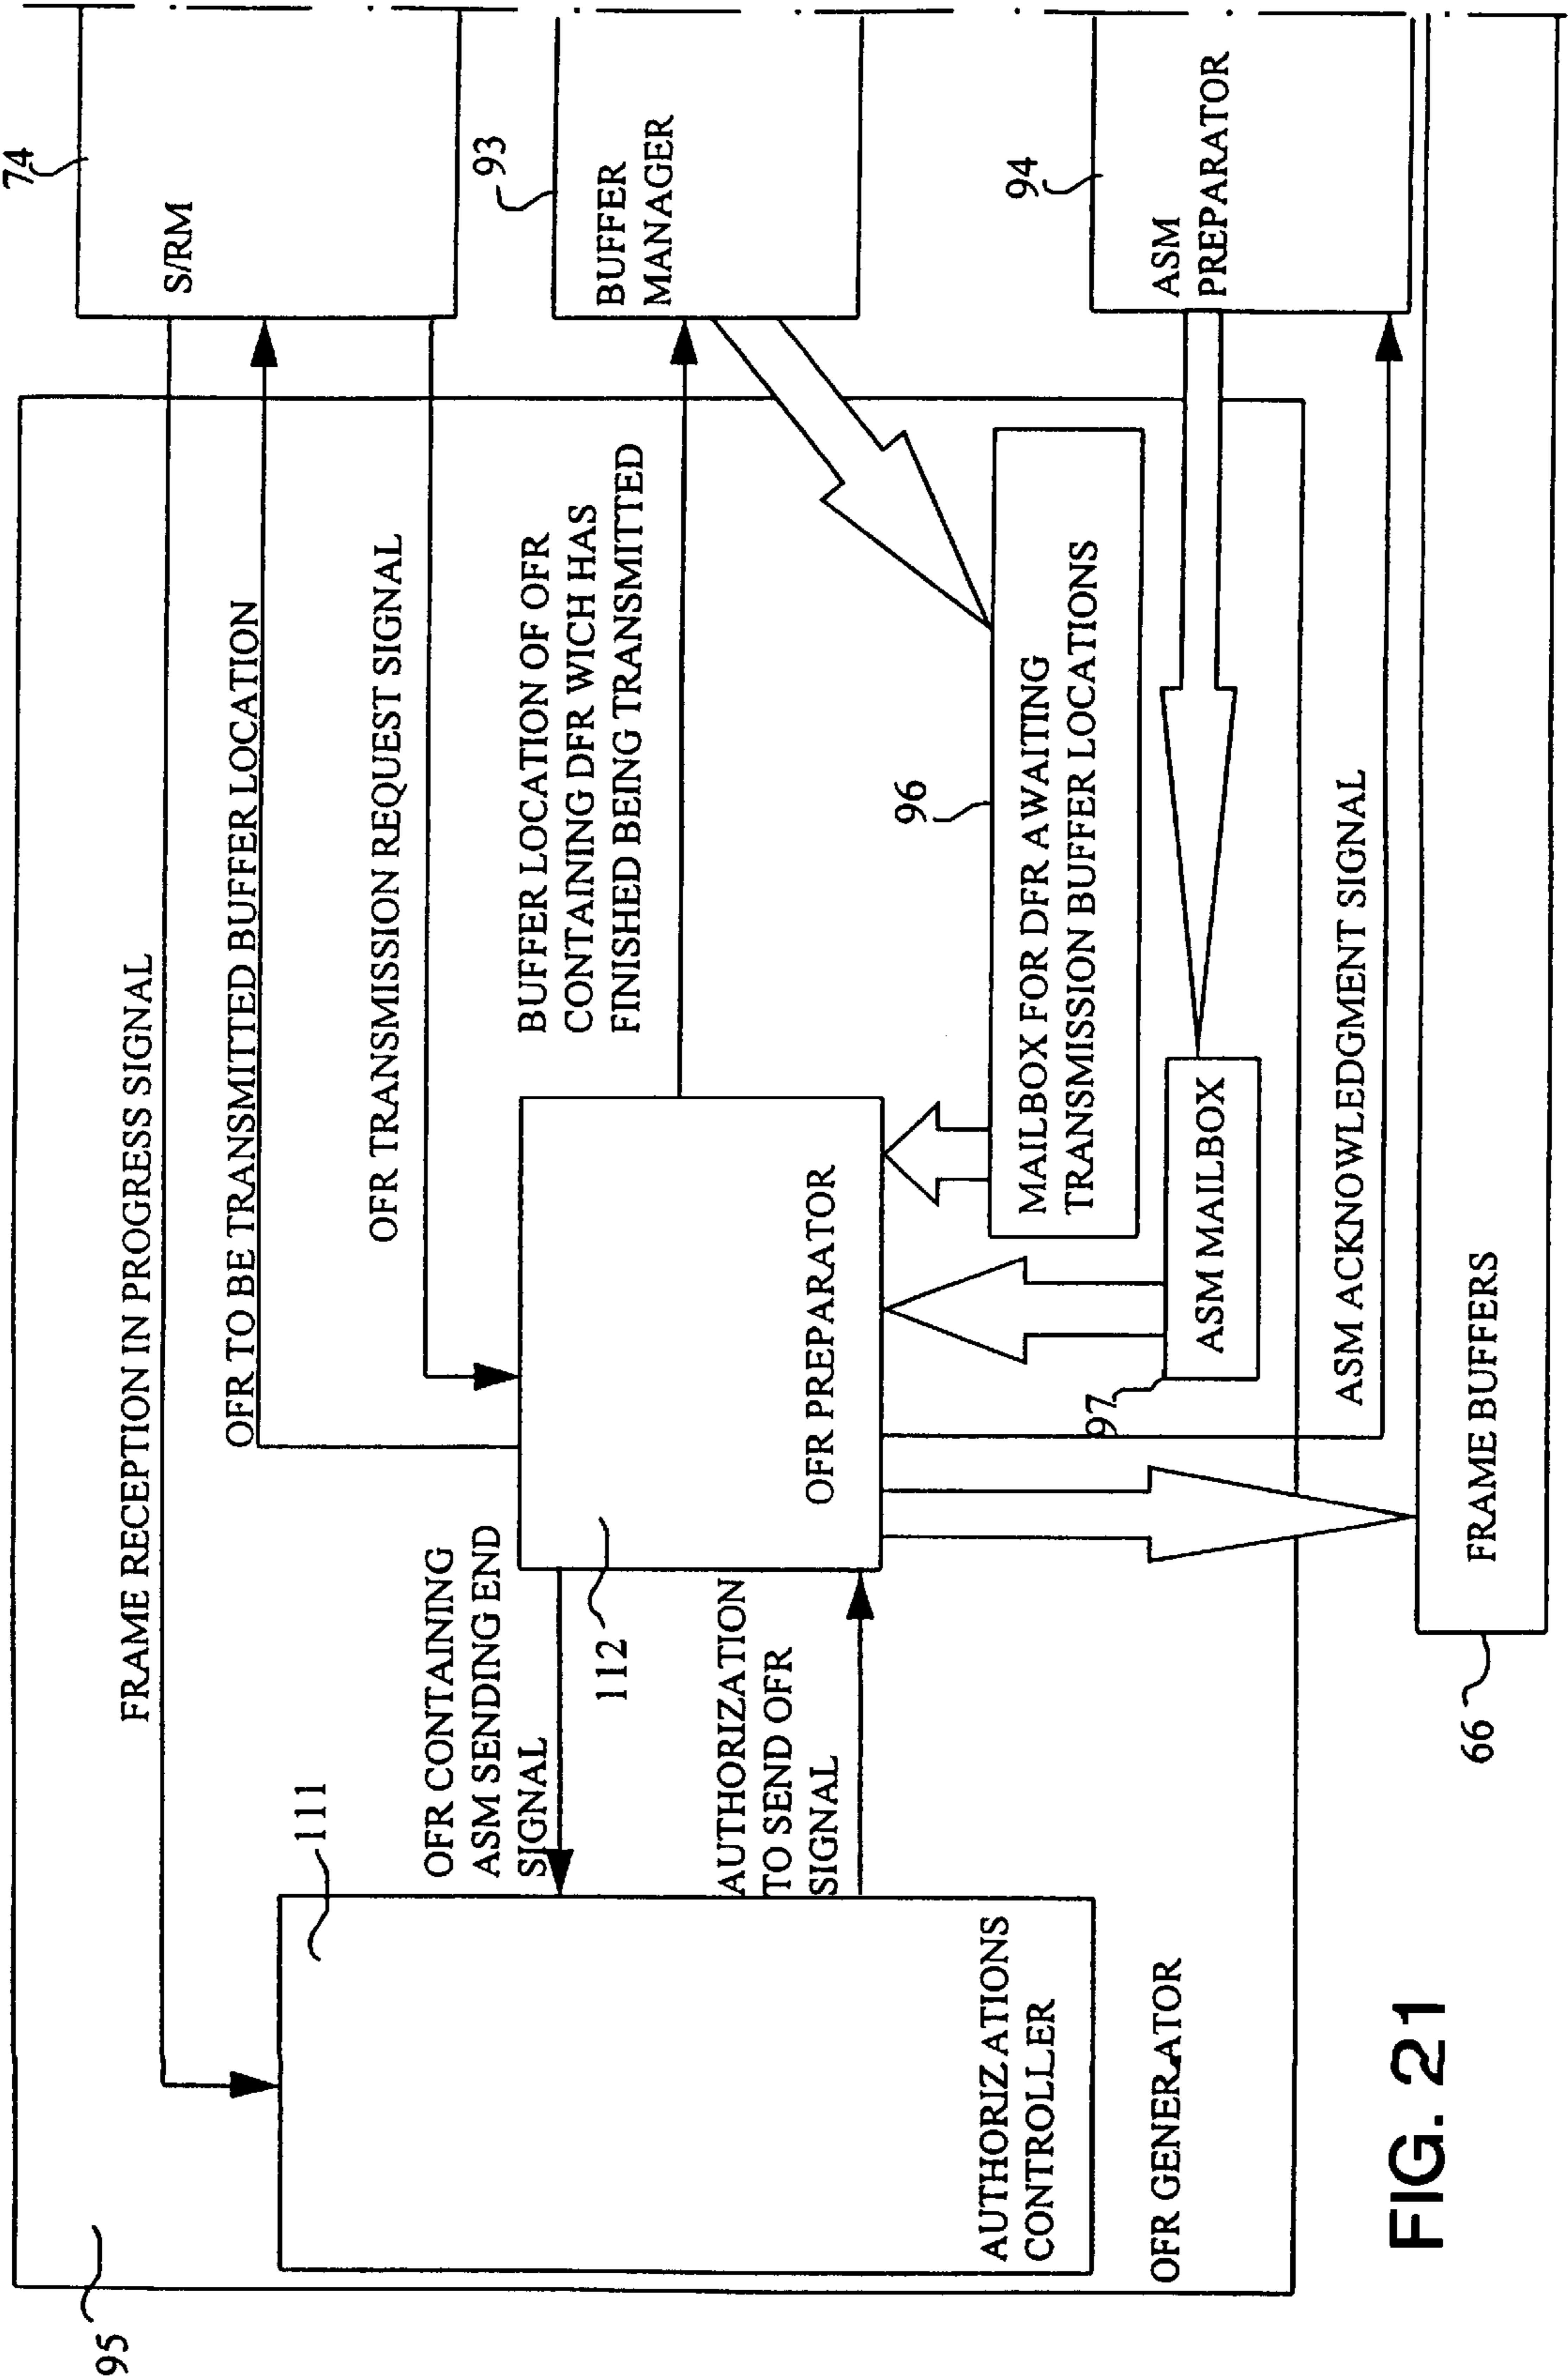 74
S/RM
93
BUFFER
MANAGER
94
ASM
PREPARATOR
FRAME RECEPTION IN PROGRESS SIGNAL
OFR TO BE TRANSMITTED BUFFER LOCATION
OFR TRANSMISSION REQUEST SIGNAL
BUFFER LOCATION OF OFR
CONTAINING DFR WICH HAS
FINISHED BEING TRANSMITTED
96
MAILBOX FOR DFR AWAITING
TRANSMISSION BUFFER LOCATIONS
OFR PREPARATOR
112
97
ASM MAILBOX
ASM ACKNOWLEDGMENT SIGNAL
FRAME BUFFERS
66
OFR CONTAINING
ASM SENDING END
SIGNAL
AUTHORIZATION
TO SEND OFR
SIGNAL
111
AUTHORIZATIONS
CONTROLLER
OFR GENERATOR
95
FIG. 21